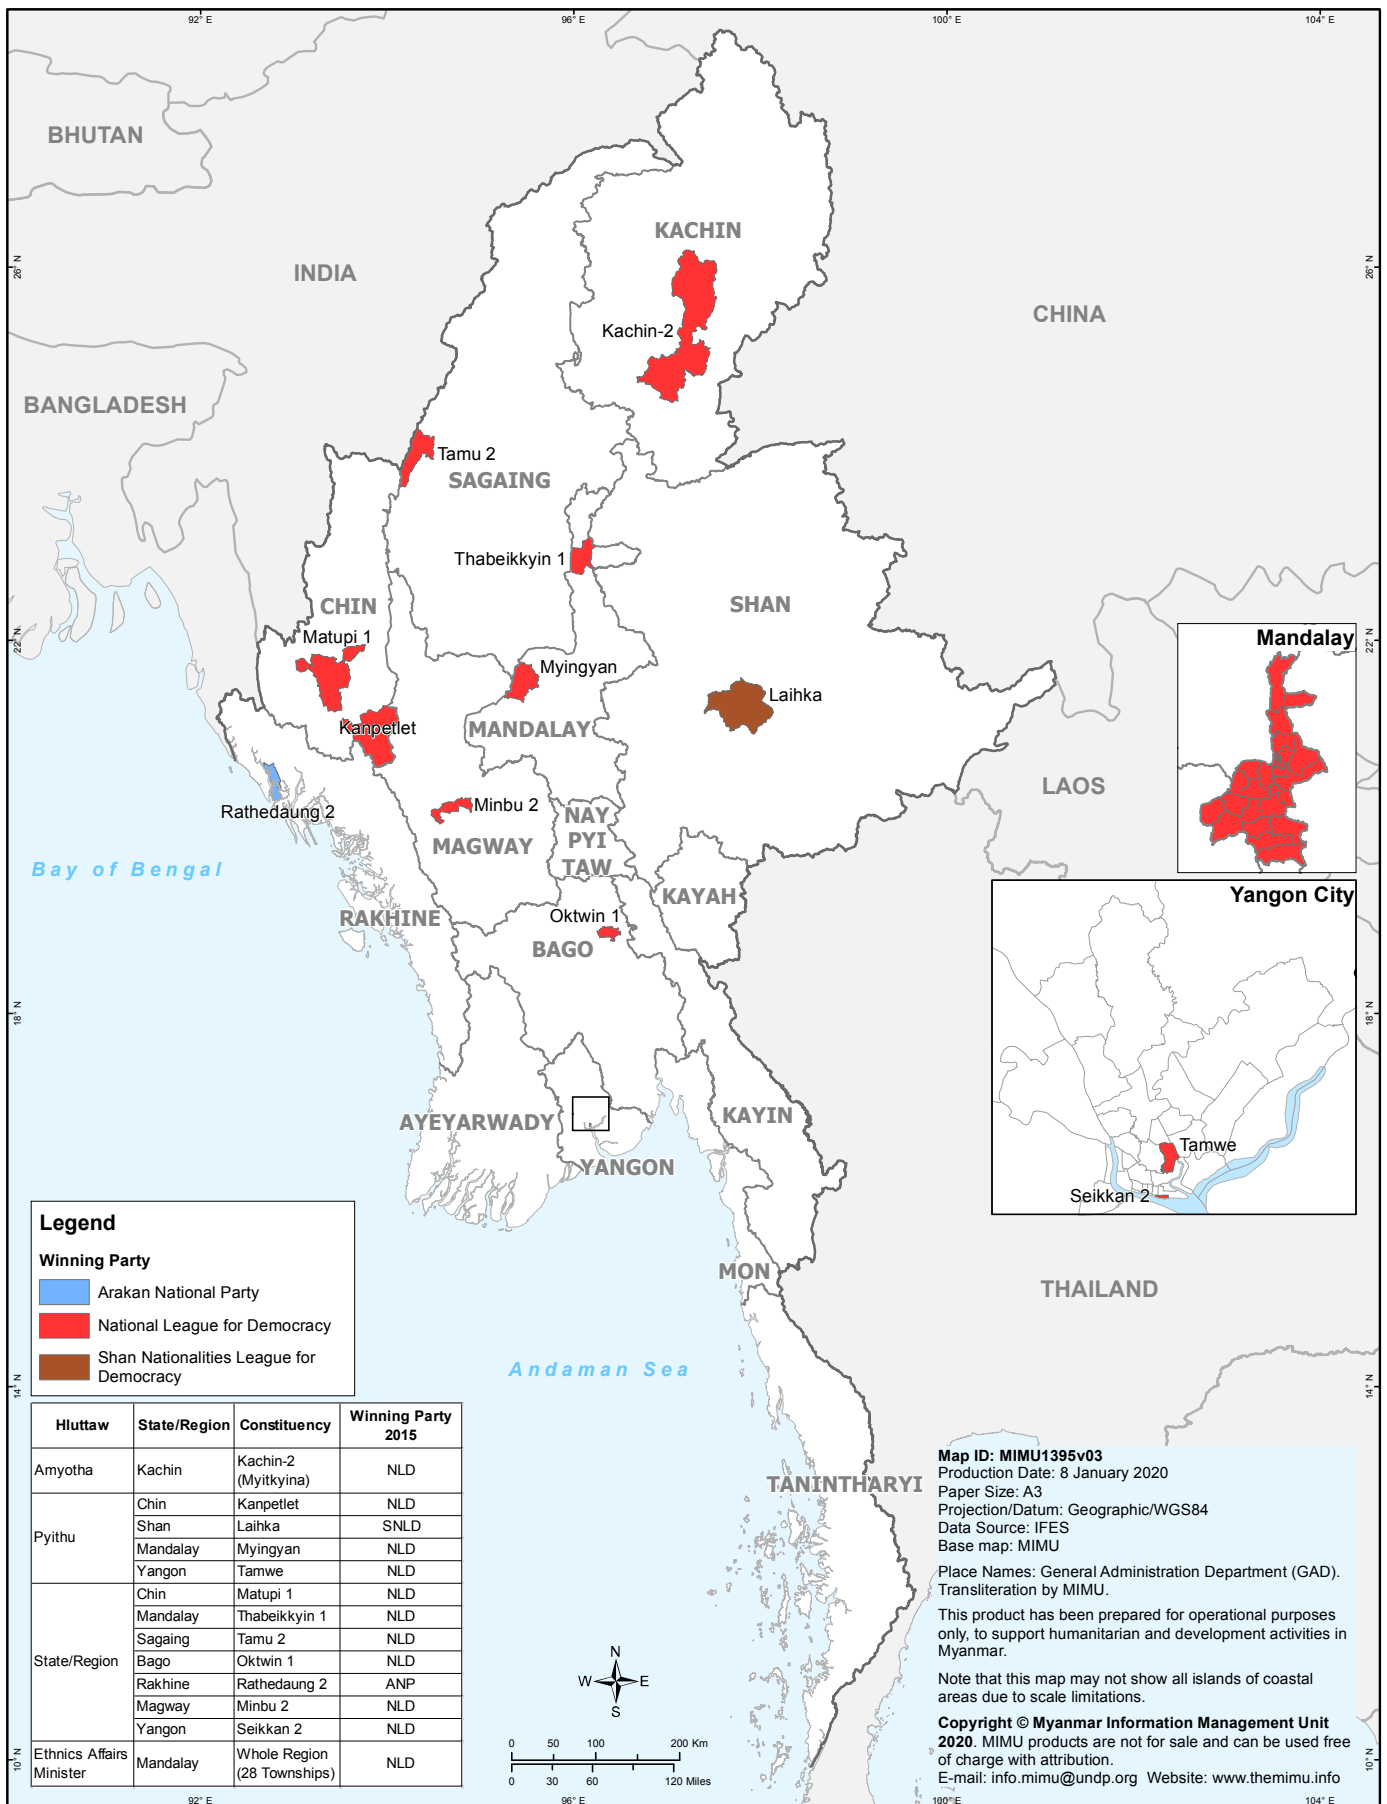 92° E
96° E
100° E
104° E
BHUTAN
KACHIN
INDIA
26° N
26° N
CHINA
Kachin-2
BANGLADESH
Tamu 2
SAGAING
Thabeikkyin 1
CHIN
SHAN
Matupi 1
22° N
22° N
Mandalay
Myingyan
Laihka
Kanpetlet
MANDALAY
LAOS
Rathedaung 2
Minbu 2
NAY
PYI
TAW
MAGWAY
Bay of Bengal
KAYAH
Yangon City
RAKHINE
Oktwin 1
BAGO
18° N
18° N
AYEYARWADY
KAYIN
Tamwe
YANGON
Seikkan 2
Legend
Winning Party
Arakan National Party
National League for Democracy
Shan Nationalities League for
Democracy
MON
THAILAND
Andaman Sea
14° N
14° N
TANINTHARYI
Hluttaw State/Region Constituency Winning Party 2015
Amyotha Kachin Kachin-2 (Myitkyina) NLD
Pyithu Chin Kanpetlet NLD
Shan Laihka SNLD
Mandalay Myingyan NLD
Yangon Tamwe NLD
State/Region Chin Matupi 1 NLD
Mandalay Thabeikkyin 1 NLD
Sagaing Tamu 2 NLD
Bago Oktwin 1 NLD
Rakhine Rathedaung 2 ANP
Magway Minbu 2 NLD
Yangon Seikkan 2 NLD
Ethnics Affairs Minister Mandalay Whole Region (28 Townships) NLD
N
W E
S
0 50 100 200 Km
0 30 60 120 Miles
Map ID: MIMU1395v03
Production Date: 8 January 2020
Paper Size: A3
Projection/Datum: Geographic/WGS84
Data Source: IFES
Base map: MIMU
Place Names: General Administration Department (GAD).
Transliteration by MIMU.
This product has been prepared for operational purposes
only, to support humanitarian and development activities in
Myanmar.
Note that this map may not show all islands of coastal
areas due to scale limitations.
Copyright © Myanmar Information Management Unit
2020. MIMU products are not for sale and can be used free
of charge with attribution.
E-mail: info.mimu@undp.org Website: www.themimu.info
10° N
10° N
92° E
96° E
100° E
104° E